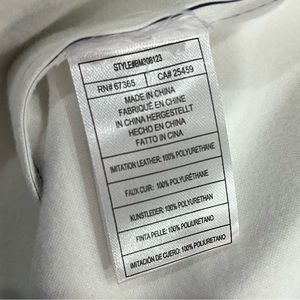 STYLE#BM208123
RN# 67365 CA# 25459
MADE IN CHINA
FABRIQUÉ EN CHINE
IN CHINA HERGESTELLT
HECHO EN CHINA
FATTO IN CINA
IMITATION LEATHER: 100% POLYURETHANE
FAUX CUIR: 100% POLYURÉTHANE
KUNSTLEDER: 100% POLYURETHAN
FINTA PELLE: 100% POLIURETANO
IMITACIÓN DE CUERO: 100% POLIURETANO